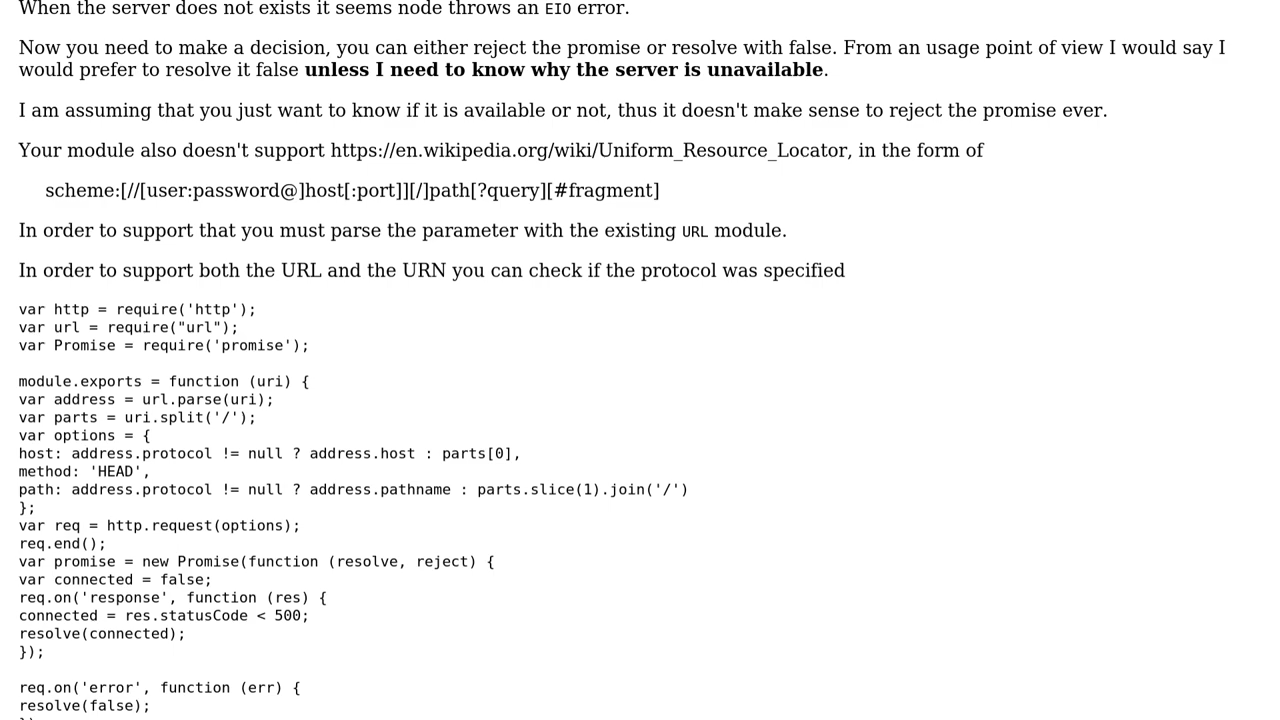 When the server does not exists it seems node throws an EIO error.
Now you need to make a decision, you can either reject the promise or resolve with false. From an usage point of view I would say I
would prefer to resolve it false unless I need to know why the server is unavailable.
I am assuming that you just want to know if it is available or not, thus it doesn't make sense to reject the promise ever.
Your module also doesn't support https://en.wikipedia.org/wiki/Uniform_Resource_Locator, in the form of
scheme:[//[user:password@]host[:port]][/]path[?query][#fragment]
In order to support that you must parse the parameter with the existing URL module.
In order to support both the URL and the URN you can check if the protocol was specified
var http = require('http');
var url = require("url");
var Promise = require('promise');
module.exports = function (uri) {
var address = url.parse(uri);
var parts = uri.split('/');
var options = {
host: address.protocol != null ? address.host : parts[0],
method: 'HEAD',
path: address.protocol != null ? address.pathname : parts.slice(1).join('/')
};
var req = http.request(options);
req.end();
var promise = new Promise(function (resolve, reject) {
var connected = false;
req.on('response', function (res) {
connected = res.statusCode < 500;
resolve(connected);
});
req.on('error', function (err) {
resolve(false);